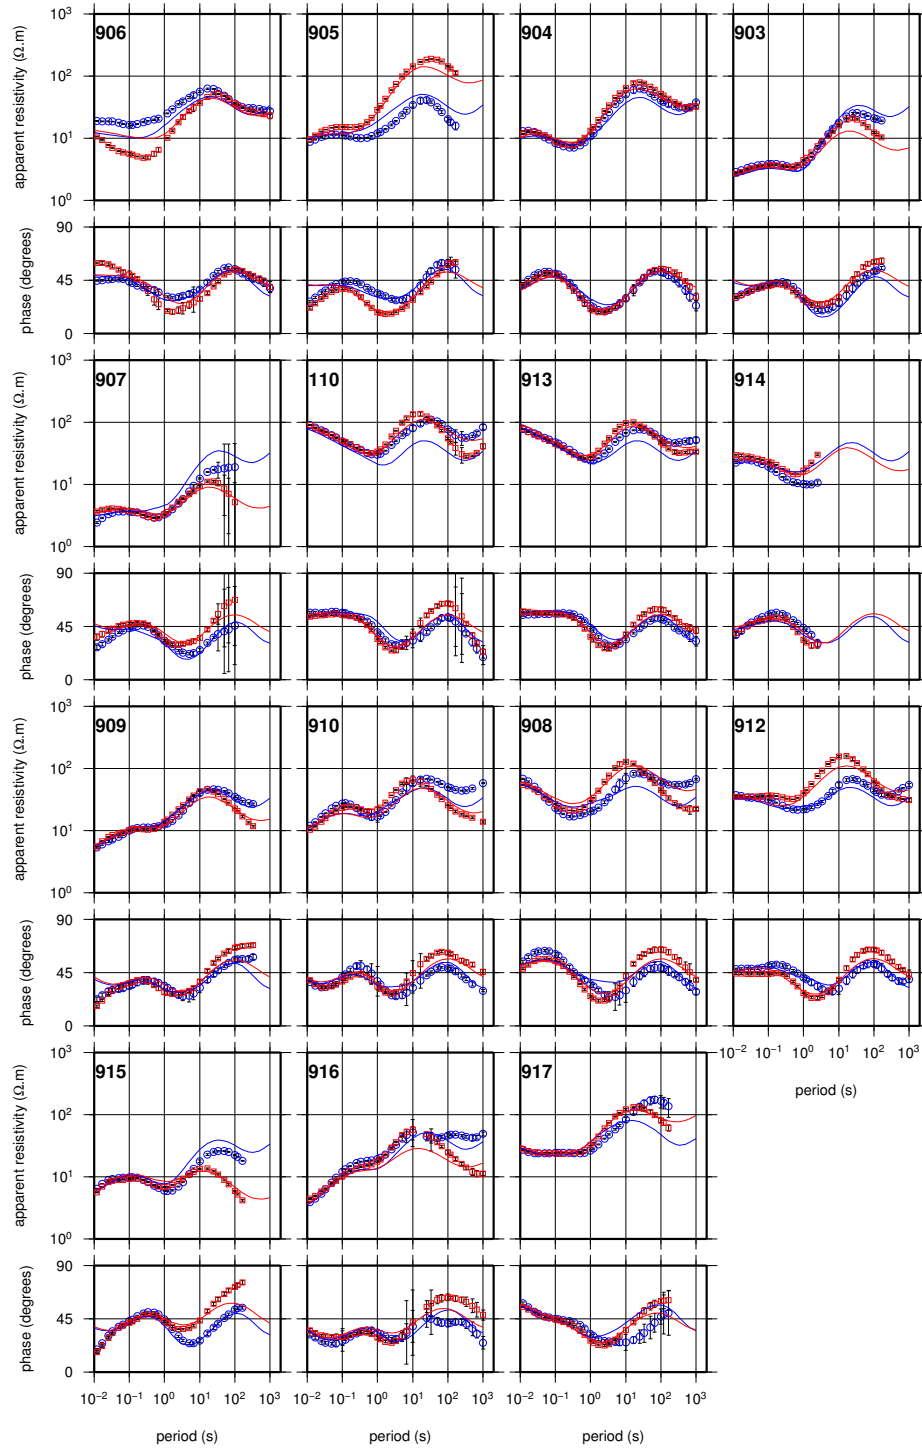 10³
10²
10¹
10⁰
apparent resistivity (Ω.m)
906
905
904
903
90
45
0
phase (degrees)
10³
10²
10¹
10⁰
apparent resistivity (Ω.m)
907
110
913
914
90
45
0
phase (degrees)
10³
10²
10¹
10⁰
apparent resistivity (Ω.m)
909
910
908
912
90
45
0
phase (degrees)
10⁻² 10⁻¹ 10⁰ 10¹ 10² 10³
period (s)
10³
10²
10¹
10⁰
apparent resistivity (Ω.m)
915
916
917
90
45
0
phase (degrees)
10⁻² 10⁻¹ 10⁰ 10¹ 10² 10³
10⁻² 10⁻¹ 10⁰ 10¹ 10² 10³
10⁻² 10⁻¹ 10⁰ 10¹ 10² 10³
period (s)
period (s)
period (s)